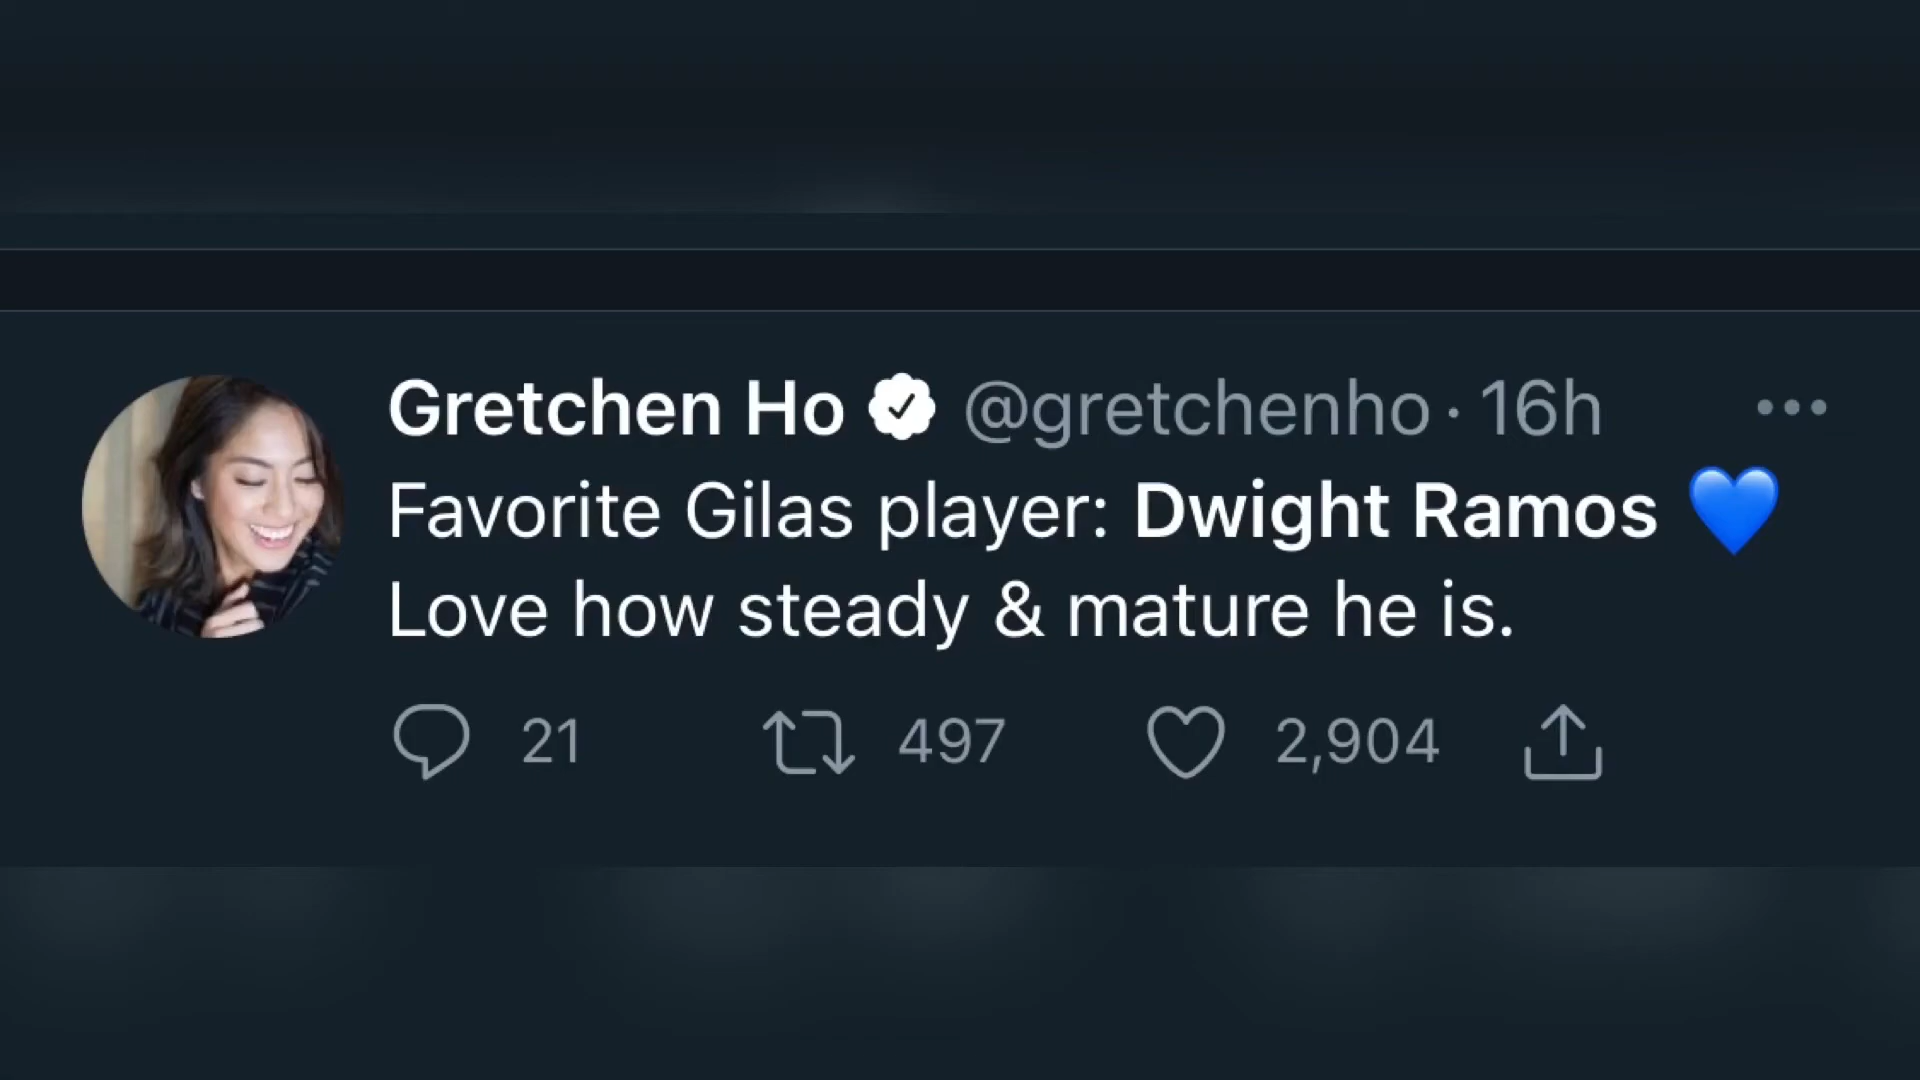 Gretchen Ho @gretchenho · 16h
Favorite Gilas player: Dwight Ramos 💙
Love how steady & mature he is.
21 497 2,904